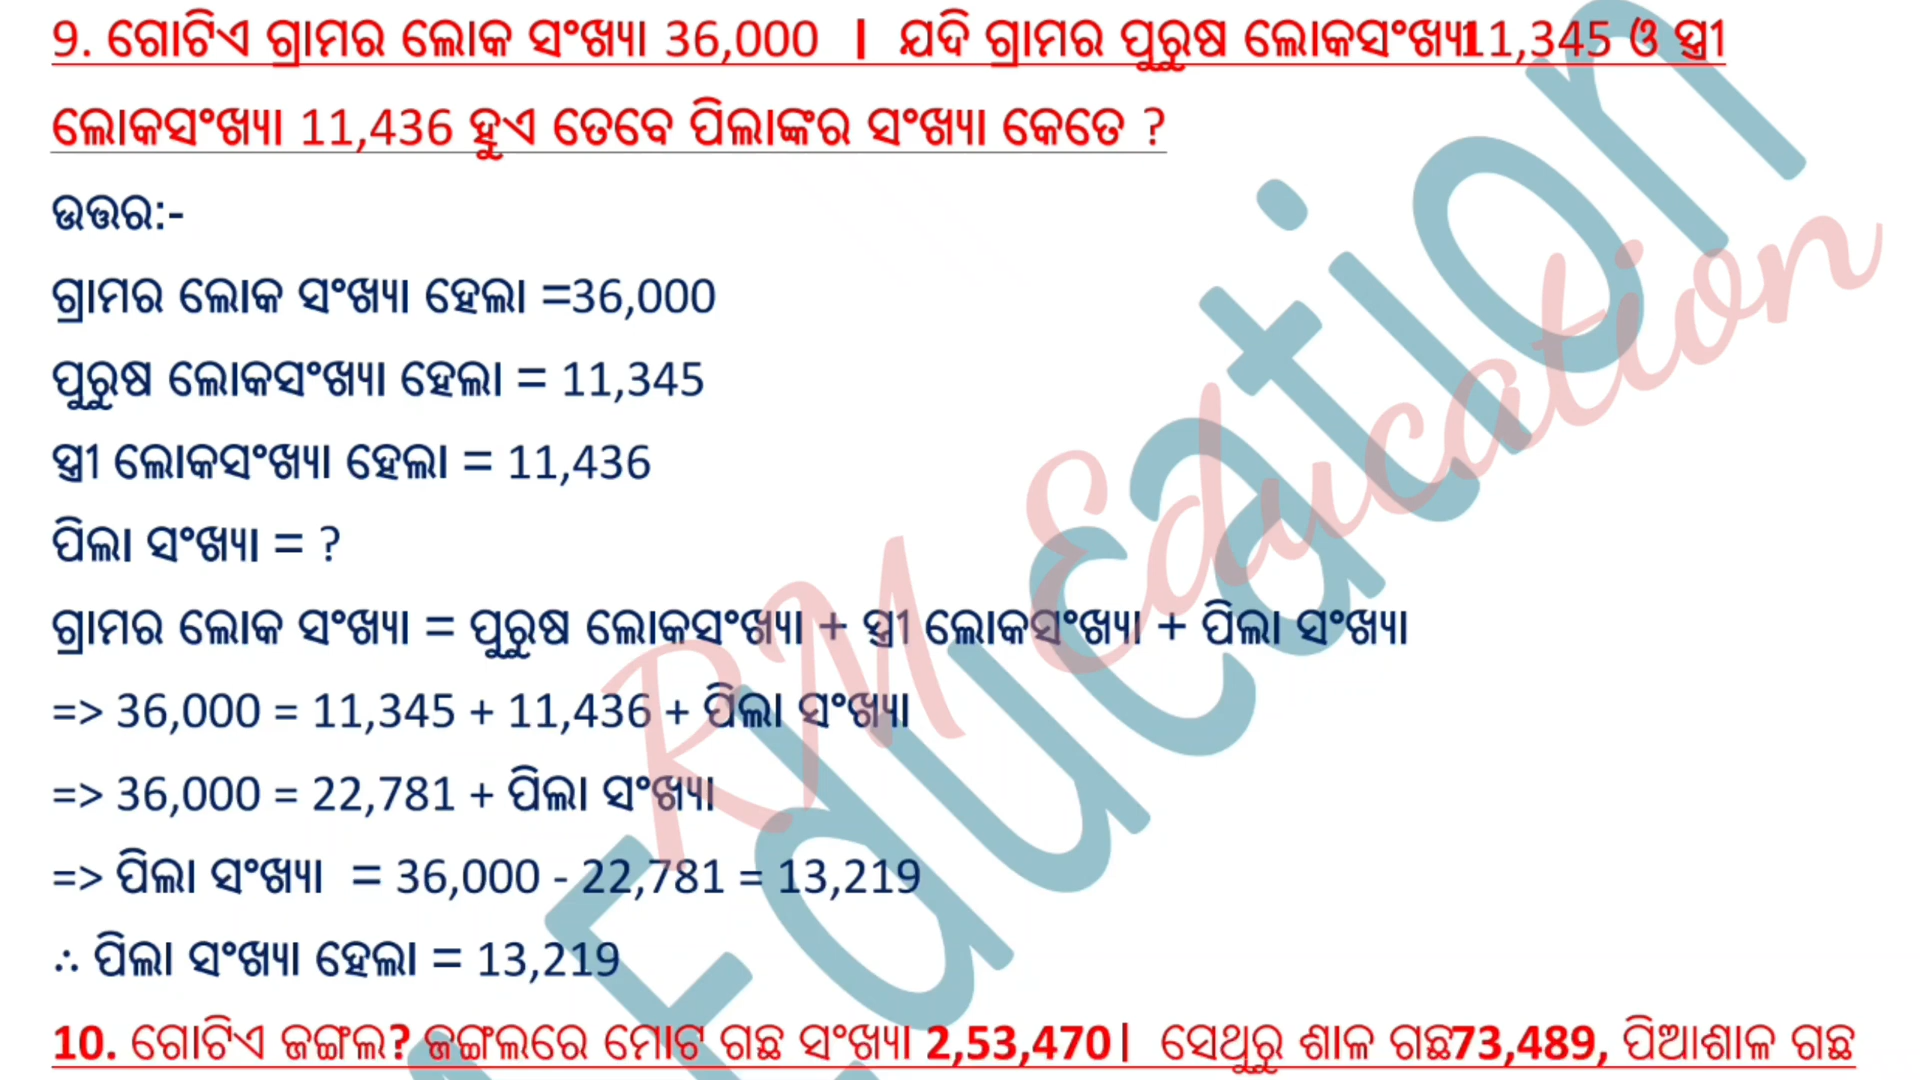 9. ଗୋଟିଏ ଗ୍ରାମର ଲୋକ ସଂଖ୍ୟା 36,000 । ଯଦି ଗ୍ରାମର ପୁରୁଷ ଲୋକସଂଖ୍ୟା 11,345 ଓ ସ୍ତ୍ରୀ
ଲୋକସଂଖ୍ୟା 11,436 ହୁଏ ତେବେ ପିଲାଙ୍କର ସଂଖ୍ୟା କେତେ ?
ଉତ୍ତର:-
ଗ୍ରାମର ଲୋକ ସଂଖ୍ୟା ହେଲା =36,000
ପୁରୁଷ ଲୋକସଂଖ୍ୟା ହେଲା = 11,345
ସ୍ତ୍ରୀ ଲୋକସଂଖ୍ୟା ହେଲା = 11,436
ପିଲା ସଂଖ୍ୟା = ?
ଗ୍ରାମର ଲୋକ ସଂଖ୍ୟା = ପୁରୁଷ ଲୋକସଂଖ୍ୟା + ସ୍ତ୍ରୀ ଲୋକସଂଖ୍ୟା + ପିଲା ସଂଖ୍ୟା
=> 36,000 = 11,345 + 11,436 + ପିଲା ସଂଖ୍ୟା
=> 36,000 = 22,781 + ପିଲା ସଂଖ୍ୟା
=> ପିଲା ସଂଖ୍ୟା = 36,000 - 22,781 = 13,219
∴ ପିଲା ସଂଖ୍ୟା ହେଲା = 13,219
10. ଗୋଟିଏ ଜଙ୍ଗଲ? ଜଙ୍ଗଲରେ ମୋଟ ଗଛ ସଂଖ୍ୟା 2,53,470। ସେଥିରୁ ଶାଳ ଗଛ73,489, ପିଆଶାଳ ଗଛ
RM Education
Education